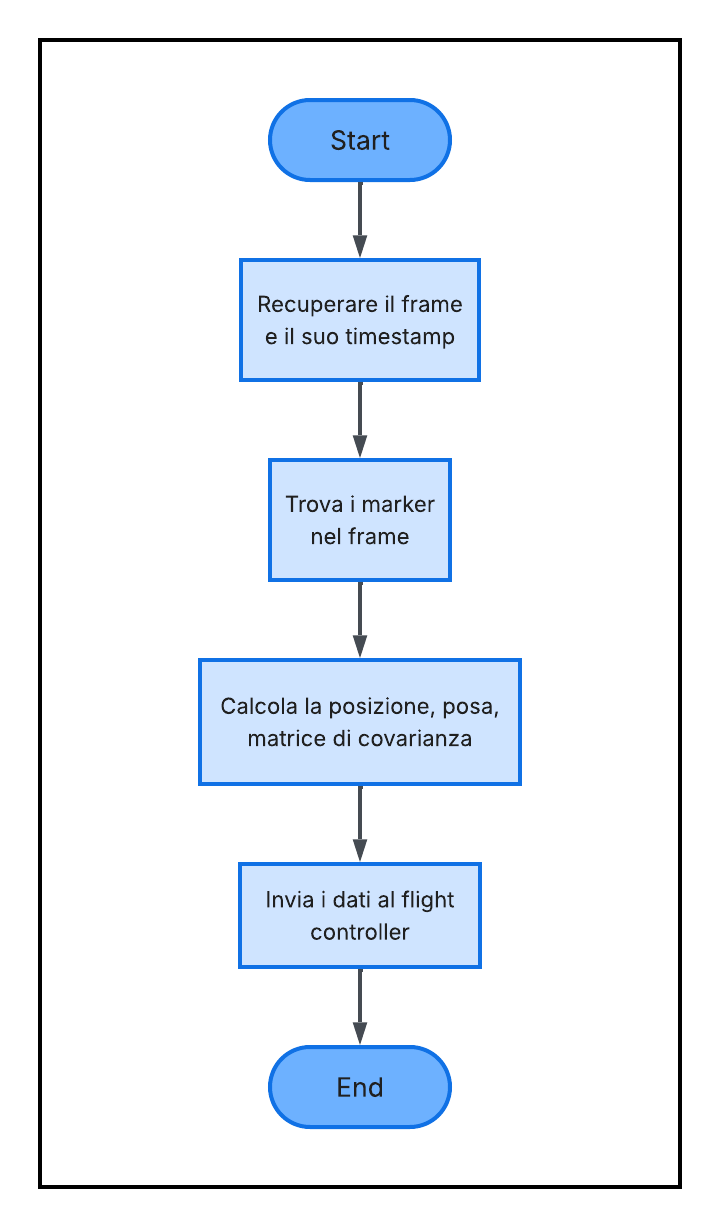 Start
Recuperare il frame
e il suo timestamp
Trova i marker
nel frame
Calcola la posizione, posa,
matrice di covarianza
Invia i dati al flight
controller
End